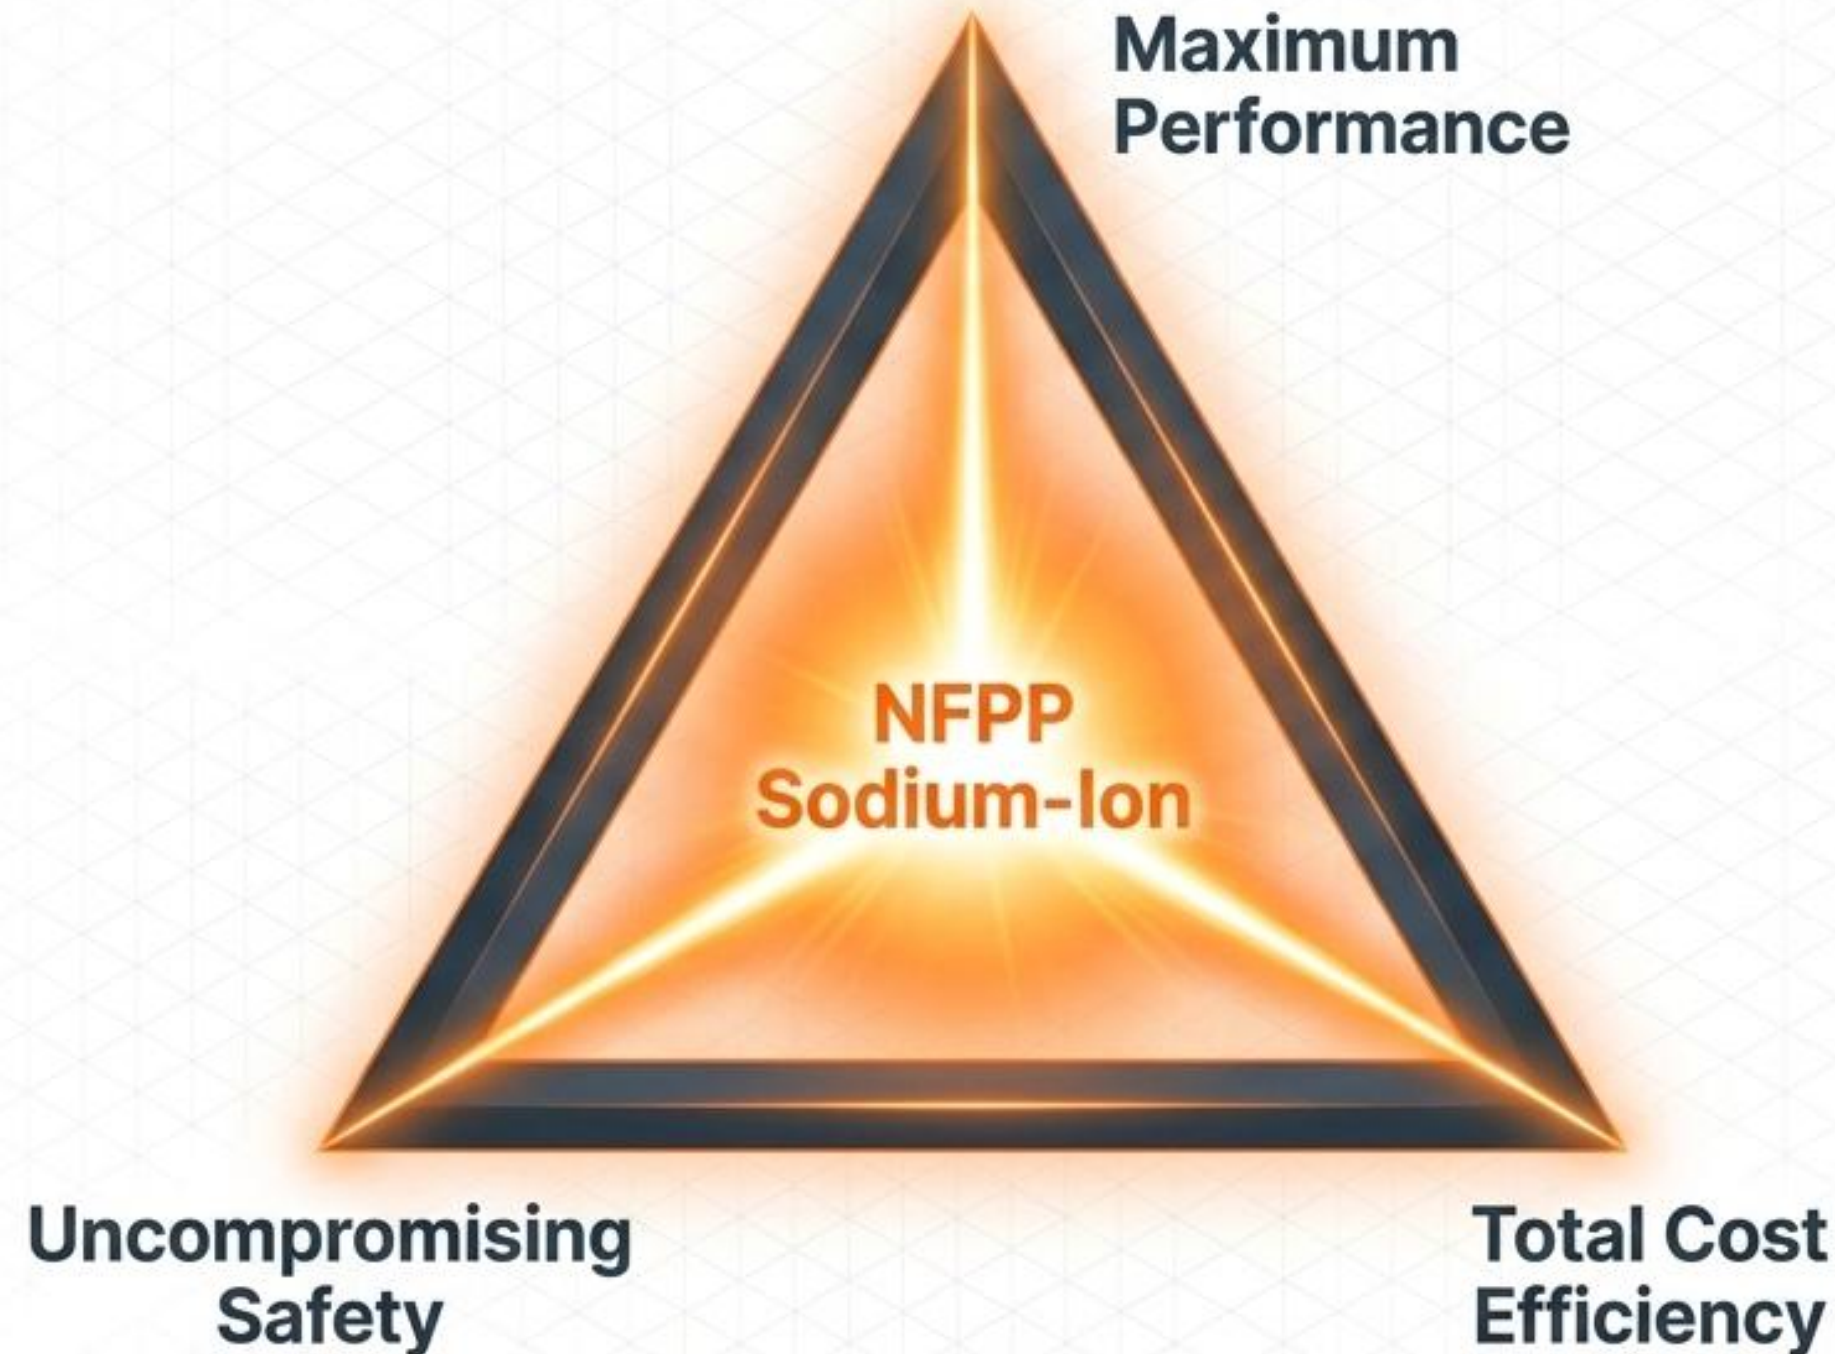 Maximum
Performance
NFPP
Sodium-Ion
Uncompromising
Safety
Total Cost
Efficiency